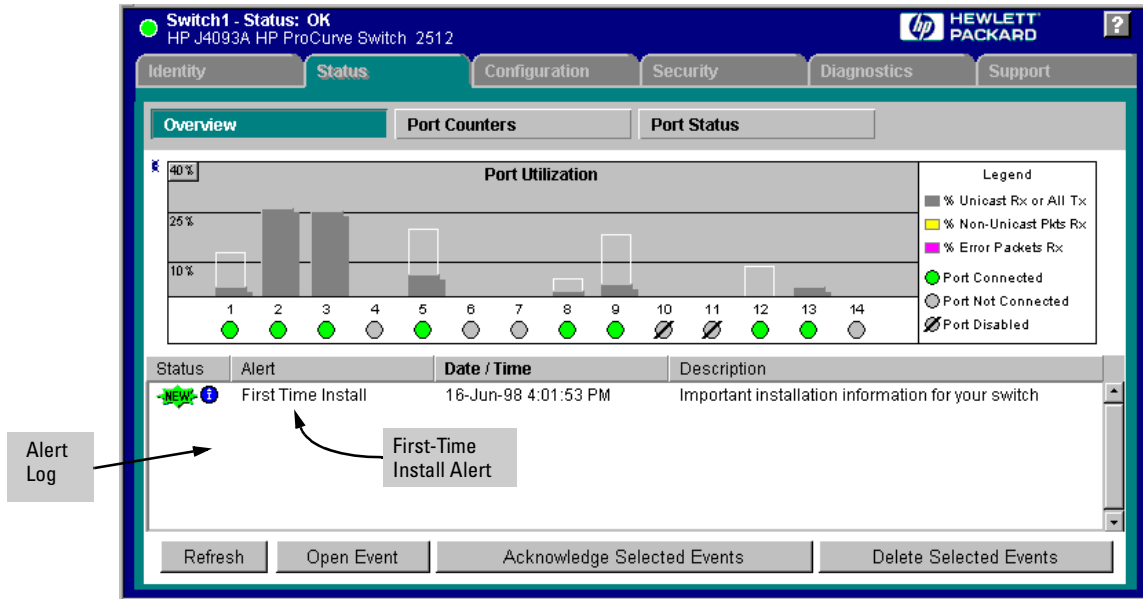 Switch1 - Status: OK
HP J4093A HP ProCurve Switch 2512
hp HEWLETT PACKARD
?
Identity Status Configuration Security Diagnostics Support
Overview Port Counters Port Status
40% Port Utilization
25%
10%
Legend
% Unicast Rx or All Tx
% Non-Unicast Pkts Rx
% Error Packets Rx
Port Connected
Port Not Connected
Port Disabled
1 2 3 4 5 6 7 8 9 10 11 12 13 14
Status Alert Date / Time Description
NEW i First Time Install 16-Jun-98 4:01:53 PM Important installation information for your switch
Alert
Log
First-Time
Install Alert
Refresh Open Event Acknowledge Selected Events Delete Selected Events